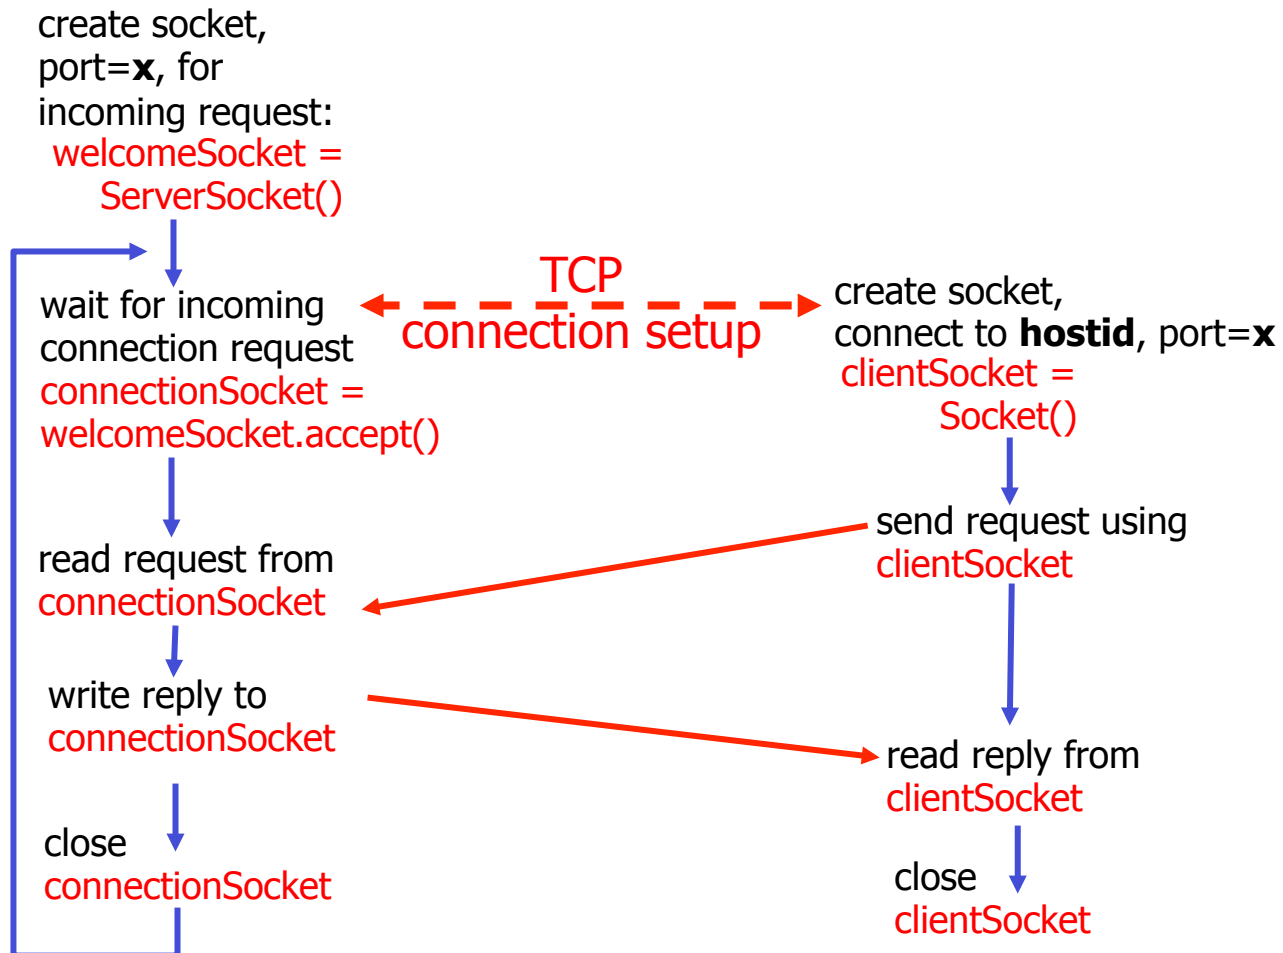 create socket,
port=x, for
incoming request:
welcomeSocket =
ServerSocket()
wait for incoming
connection request
connectionSocket =
welcomeSocket.accept()
read request from
connectionSocket
write reply to
connectionSocket
close
connectionSocket
TCP
connection setup
create socket,
connect to hostid, port=x
clientSocket =
Socket()
send request using
clientSocket
read reply from
clientSocket
close
clientSocket